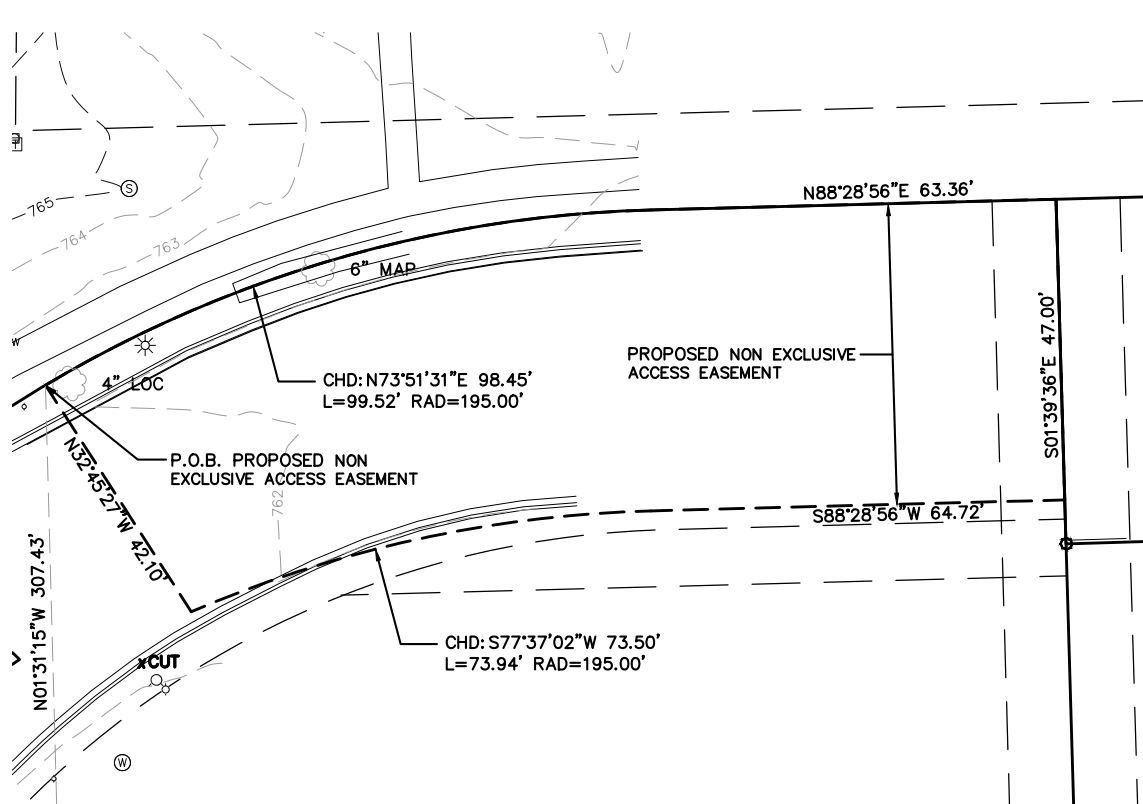 N88°28'56"E 63.36'
S
765
764
763
6" MAP
W
S01°39'36"E 47.00'
PROPOSED NON EXCLUSIVE
ACCESS EASEMENT
4" LOC
CHD: N73°51'31"E 98.45'
L=99.52' RAD=195.00'
P.O.B. PROPOSED NON
EXCLUSIVE ACCESS EASEMENT
N32°45'27"W 42.10'
762
S88°28'56"W 64.72'
N01°31'15"W 307.43'
CHD: S77°37'02"W 73.50'
L=73.94' RAD=195.00'
xCUT
W